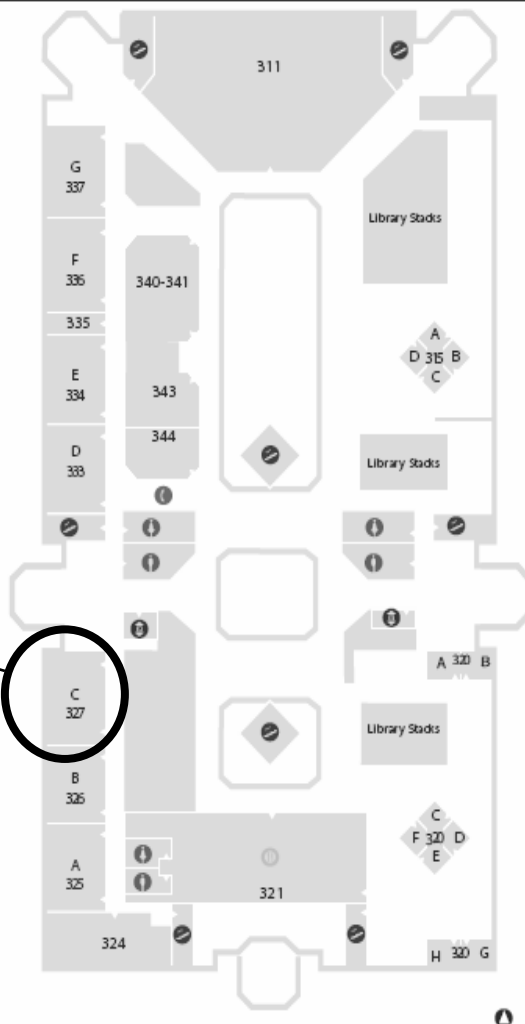 311
G
337
Library Stacks
F
336
340-341
335
A
D 315 B
C
E
334
343
344
D
333
Library Stacks
A 320 B
C
327
Library Stacks
B
326
C
F 320 D
E
A
325
321
324
H 320 G